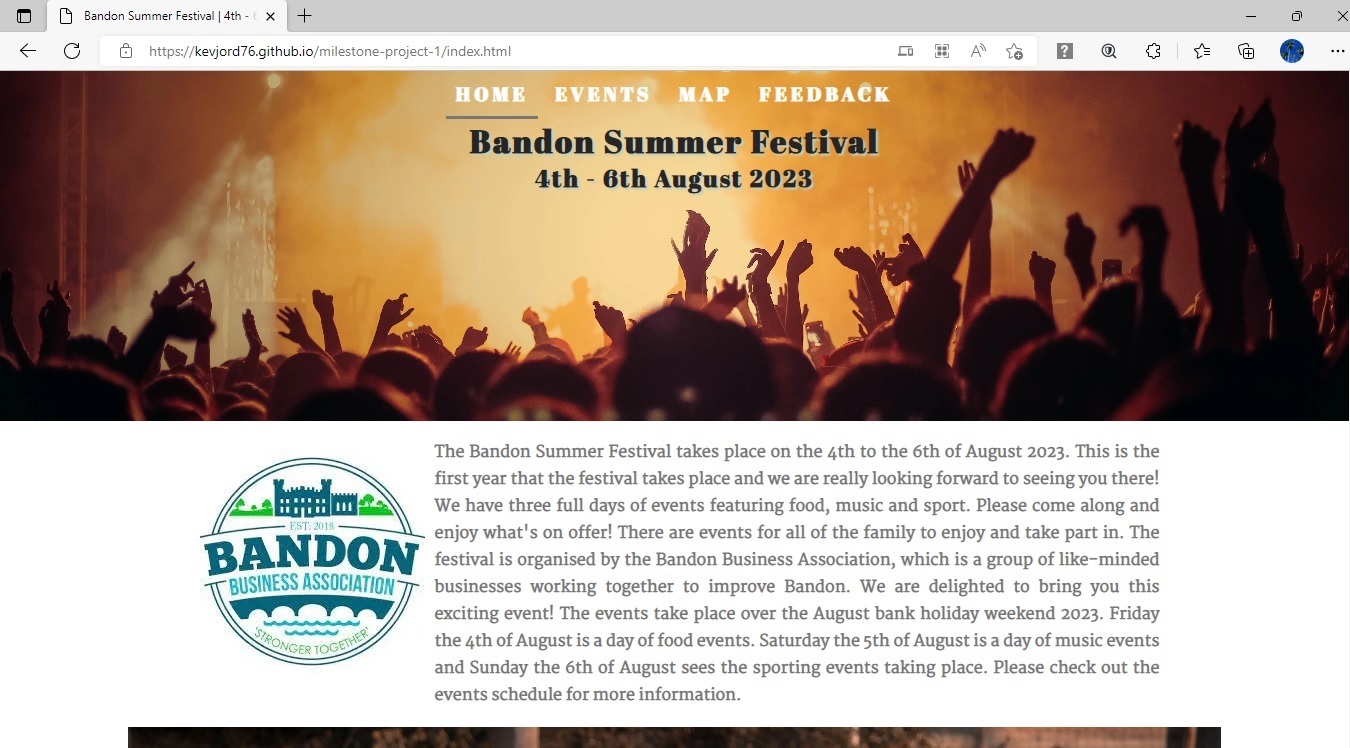 Bandon Summer Festival | 4th - 6
https://kevjord76.github.io/milestone-project-1/index.html
HOME EVENTS MAP FEEDBACK
Bandon Summer Festival
4th - 6th August 2023
The Bandon Summer Festival takes place on the 4th to the 6th of August 2023. This is the
first year that the festival takes place and we are really looking forward to seeing you there!
We have three full days of events featuring food, music and sport. Please come along and
enjoy what's on offer! There are events for all of the family to enjoy and take part in. The
festival is organised by the Bandon Business Association, which is a group of like-minded
businesses working together to improve Bandon. We are delighted to bring you this
exciting event! The events take place over the August bank holiday weekend 2023. Friday
the 4th of August is a day of food events. Saturday the 5th of August is a day of music events
and Sunday the 6th of August sees the sporting events taking place. Please check out the
events schedule for more information.
EST: 2018
BANDON
BUSINESS ASSOCIATION
'STRONGER TOGETHER'